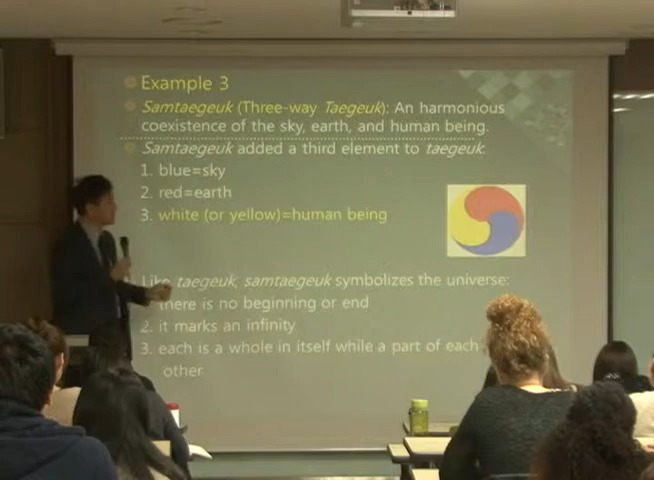 Example 3
Samtaegeuk (Three-way Taegeuk): An harmonious
coexistence of the sky, earth, and human being.
Samtaegeuk added a third element to taegeuk.
1. blue=sky
2. red=earth
3. white (or yellow)=human being
Like taegeuk, samtaegeuk symbolizes the universe:
there is no beginning or end
2. it marks an infinity
3. each is a whole in itself while a part of each
other